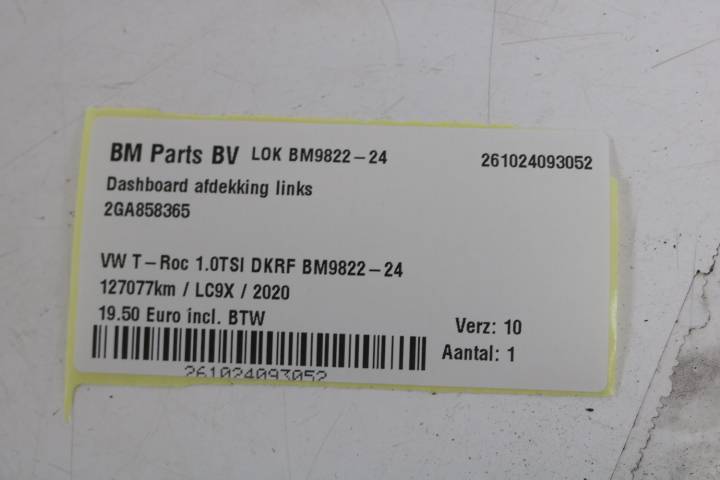 BM Parts BV LOK BM9822-24 261024093052
Dashboard afdekking links
2GA858365
VW T-Roc 1.0TSI DKRF BM9822-24
127077km / LC9X / 2020
19.50 Euro incl. BTW
Verz: 10
Aantal: 1
261024093052